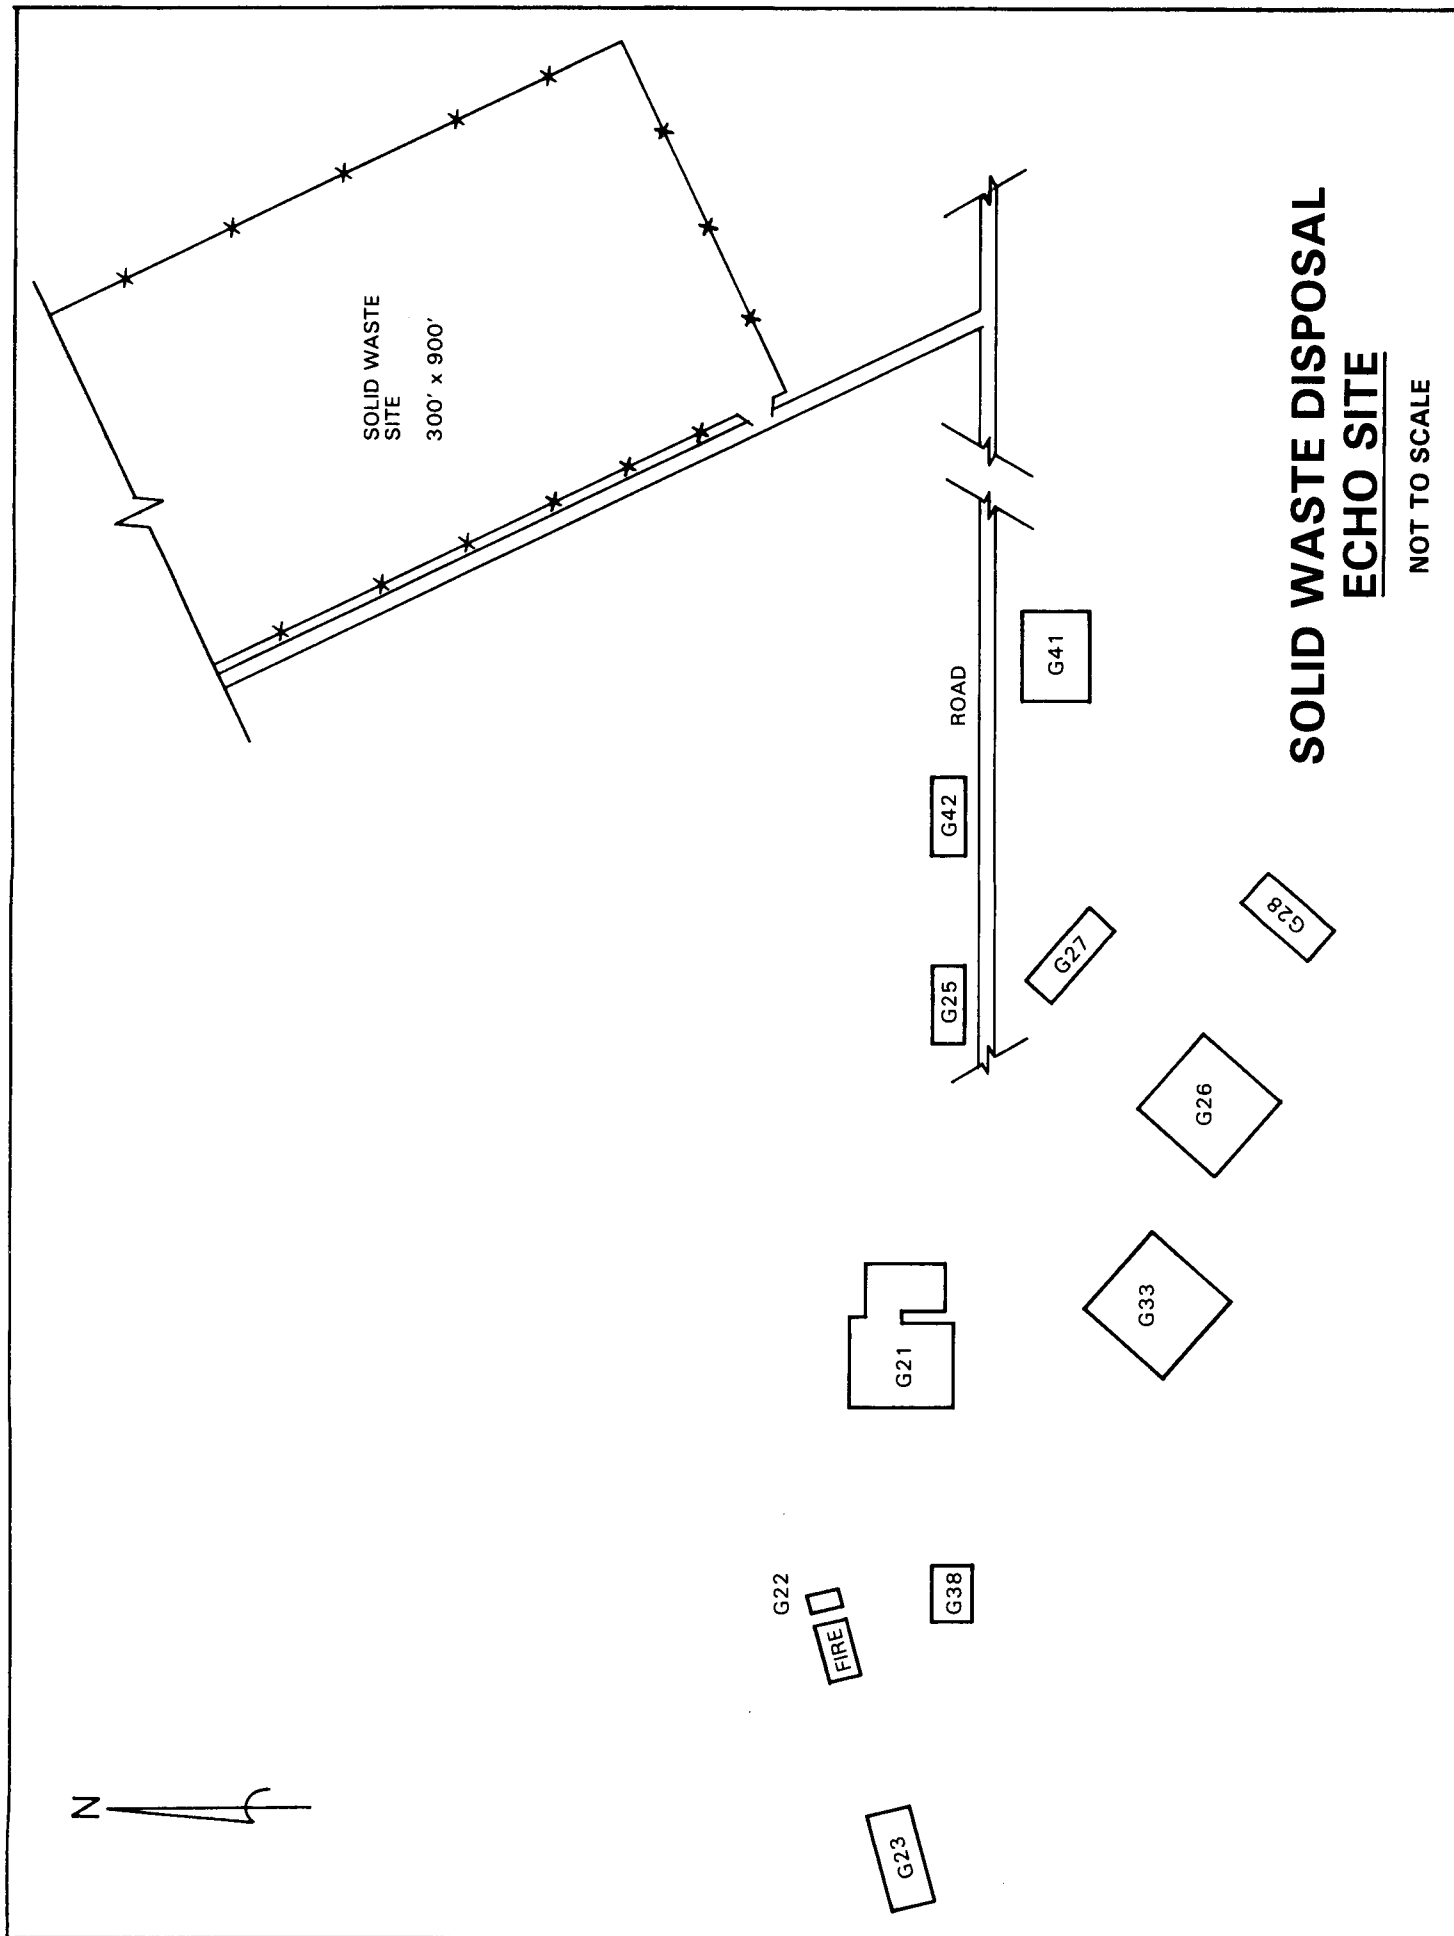 N
SOLID WASTE
SITE
300' x 900'
G22
FIRE
G23
G38
G21
G25
G42
ROAD
G41
G27
G33
G26
G28
SOLID WASTE DISPOSAL
ECHO SITE
NOT TO SCALE